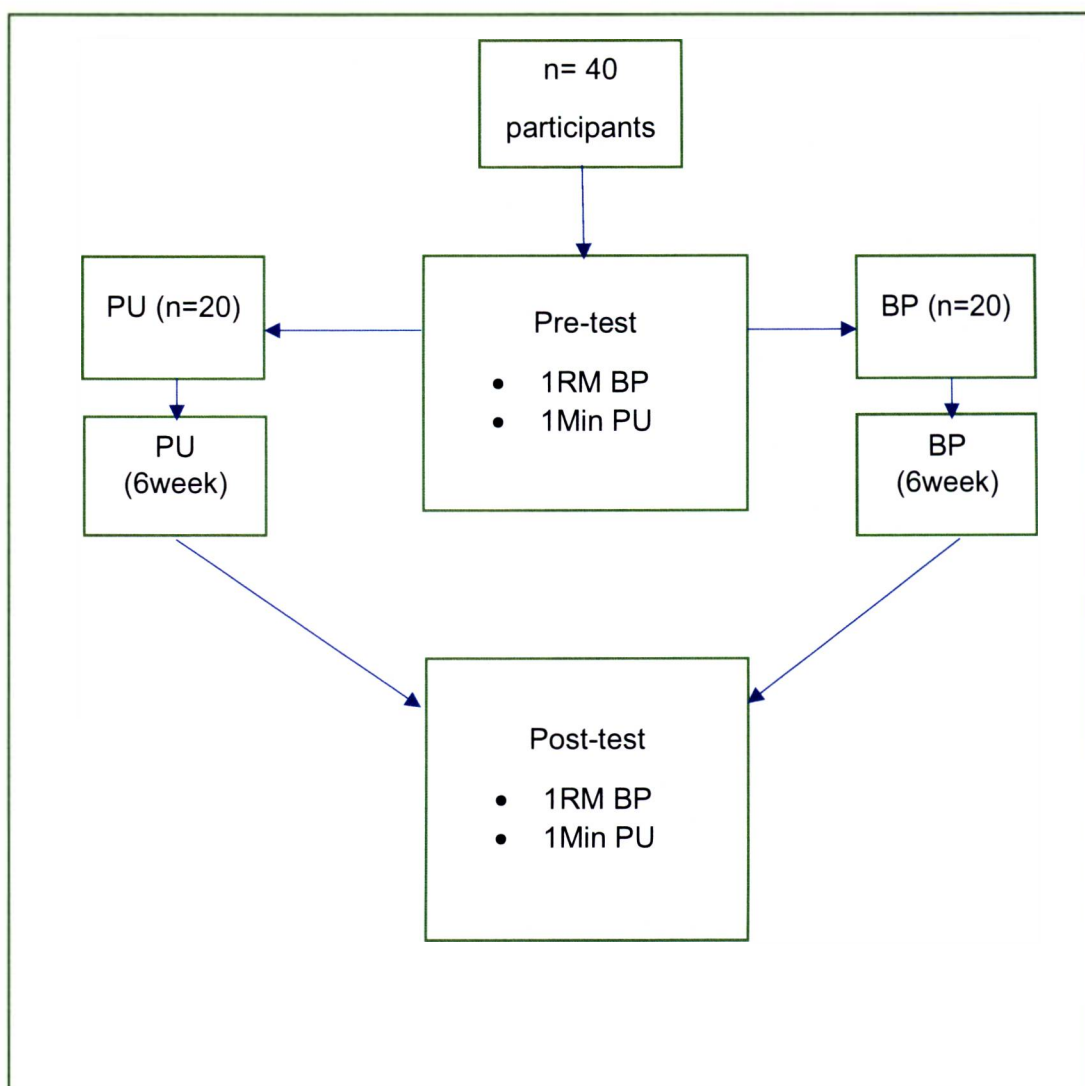 n= 40
participants
PU (n=20)
Pre-test
• 1RM BP
• 1Min PU
BP (n=20)
PU
(6week)
BP
(6week)
Post-test
• 1RM BP
• 1Min PU